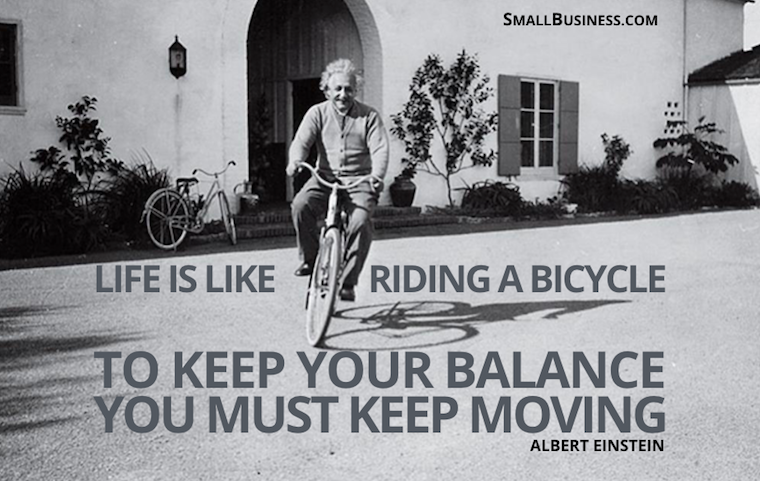 SMALLBUSINESS.COM
LIFE IS LIKE RIDING A BICYCLE
TO KEEP YOUR BALANCE
YOU MUST KEEP MOVING
ALBERT EINSTEIN